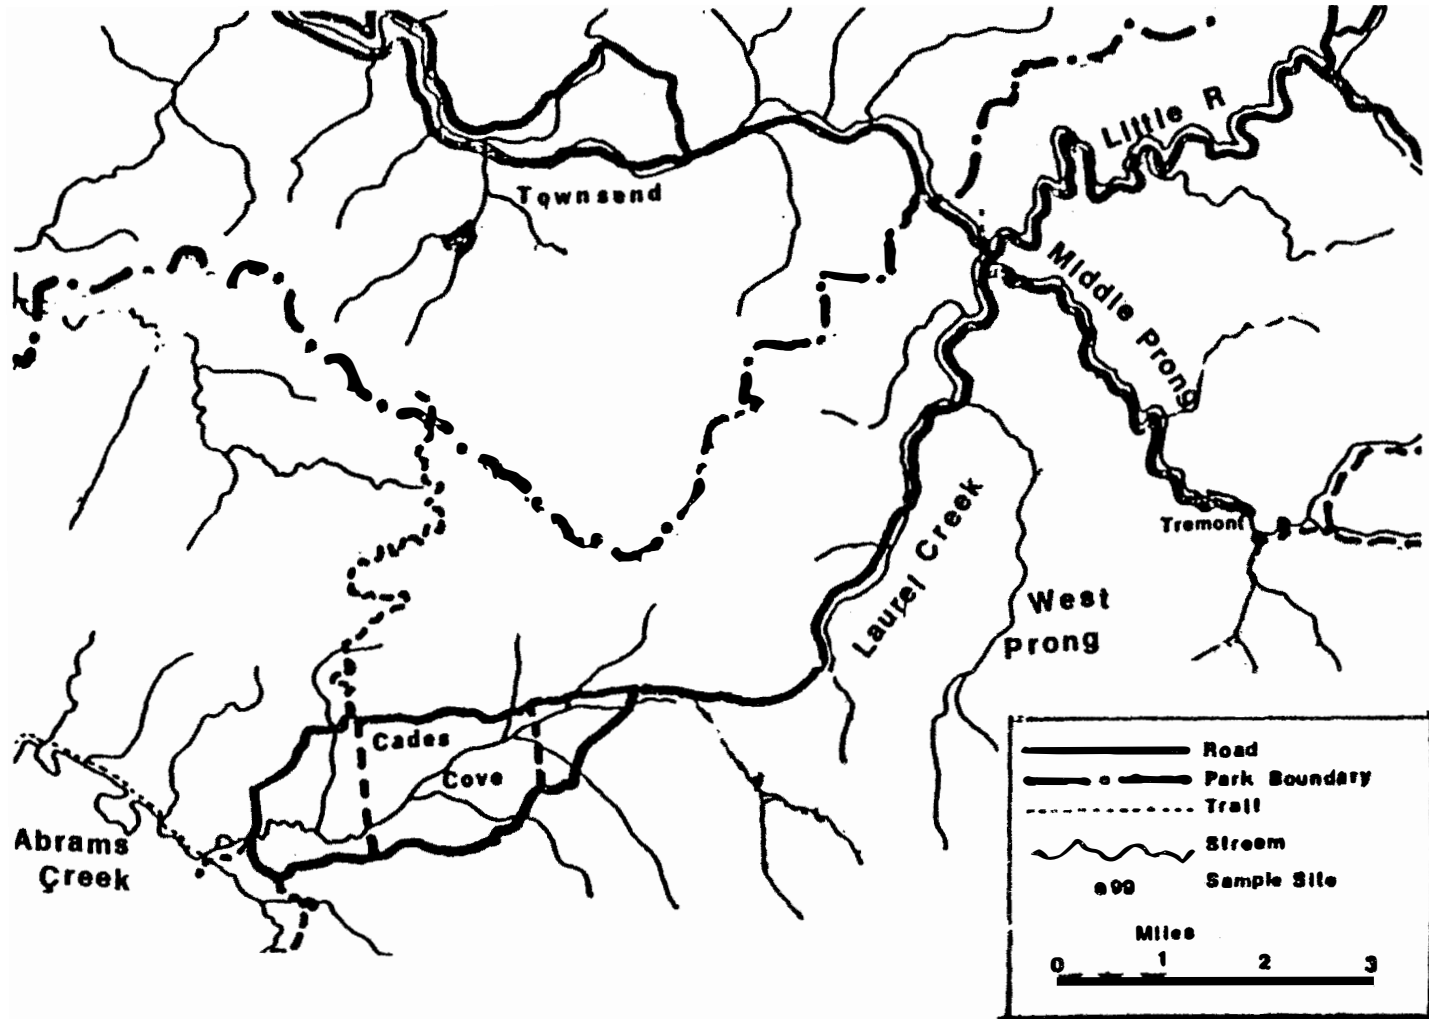 Little R
Townsend
Middle Prong
Tremont
Laurel Creek
West
Prong
Cades
Cove
Abrams
Creek
Road
Park Boundary
Trail
Stream
99
Sample Site
Miles
0 1 2 3